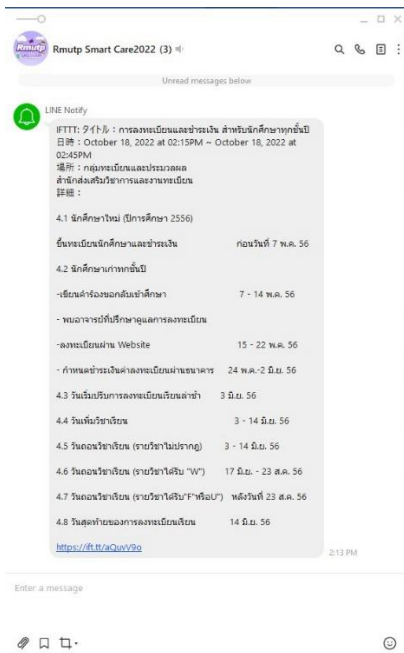 Rmutp
Rmutp Smart Care2022 (3)
Unread messages below
LINE Notify
IFTTT: タイトル：การลงทะเบียนและชำระเงิน สำหรับนักศึกษาทุกชั้นปี
日時：October 18, 2022 at 02:15PM ~ October 18, 2022 at
02:45PM
場所：กลุ่มทะเบียนและประมวลผล
สำนักส่งเสริมวิชาการและงานทะเบียน
詳細：
4.1 นักศึกษาใหม่ (ปีการศึกษา 2556)
ขึ้นทะเบียนนักศึกษาและชำระเงิน ก่อนวันที่ 7 พ.ค. 56
4.2 นักศึกษาเก่าทุกชั้นปี
-เขียนคำร้องขอกลับเข้าศึกษา 7 - 14 พ.ค. 56
- พบอาจารย์ที่ปรึกษาดูแลการลงทะเบียน
-ลงทะเบียนผ่าน Website 15 - 22 พ.ค. 56
- กำหนดชำระเงินค่าลงทะเบียนผ่านธนาคาร 24 พ.ค.-2 มิ.ย. 56
4.3 วันเริ่มปรับการลงทะเบียนเรียนล่าช้า 3 มิ.ย. 56
4.4 วันเพิ่มวิชาเรียน 3 - 14 มิ.ย. 56
4.5 วันถอนวิชาเรียน (รายวิชาไม่ปรากฏ) 3 - 14 มิ.ย. 56
4.6 วันถอนวิชาเรียน (รายวิชาได้รับ "W") 17 มิ.ย. - 23 ส.ค. 56
4.7 วันถอนวิชาเรียน (รายวิชาได้รับ"F"หรือU") หลังวันที่ 23 ส.ค. 56
4.8 วันสุดท้ายของการลงทะเบียนเรียน 14 มิ.ย. 56
https://ift.tt/aQuvV9o
2:13 PM
Enter a message